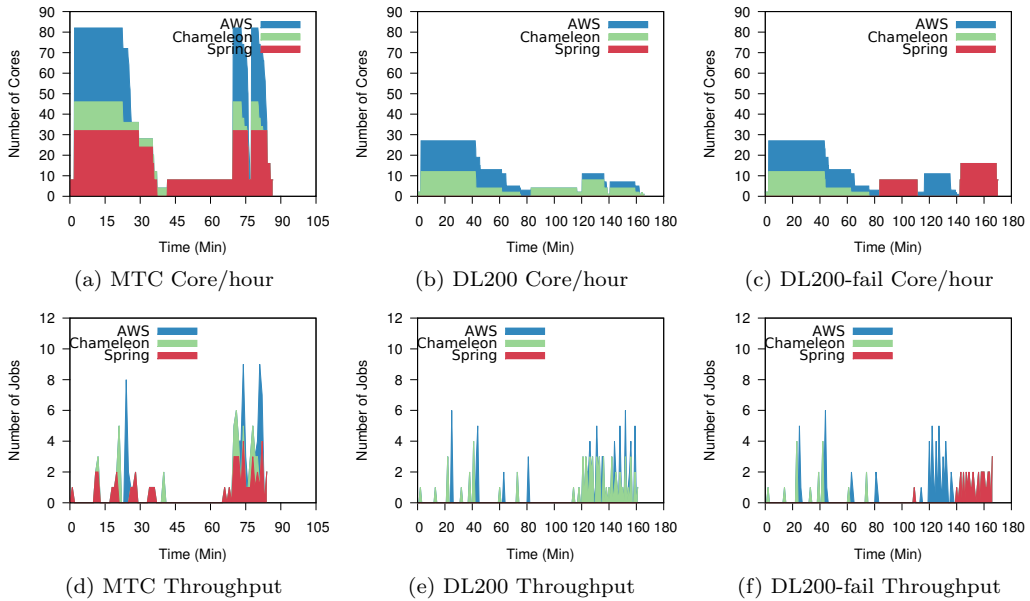 90
80
70
60
50
40
30
20
10
0
Number of Cores
AWS
Chameleon
Spring
0 15 30 45 60 75 90 105
Time (Min)
(a) MTC Core/hour
90
80
70
60
50
40
30
20
10
0
Number of Cores
AWS
Chameleon
Spring
0 20 40 60 80 100 120 140 160 180
Time (Min)
(b) DL200 Core/hour
90
80
70
60
50
40
30
20
10
0
Number of Cores
AWS
Chameleon
Spring
0 20 40 60 80 100 120 140 160 180
Time (Min)
(c) DL200-fail Core/hour
12
10
8
6
4
2
0
Number of Jobs
AWS
Chameleon
Spring
0 15 30 45 60 75 90 105
Time (Min)
(d) MTC Throughput
12
10
8
6
4
2
0
Number of Jobs
AWS
Chameleon
Spring
0 20 40 60 80 100 120 140 160 180
Time (Min)
(e) DL200 Throughput
12
10
8
6
4
2
0
Number of Jobs
AWS
Chameleon
Spring
0 20 40 60 80 100 120 140 160 180
Time (Min)
(f) DL200-fail Throughput